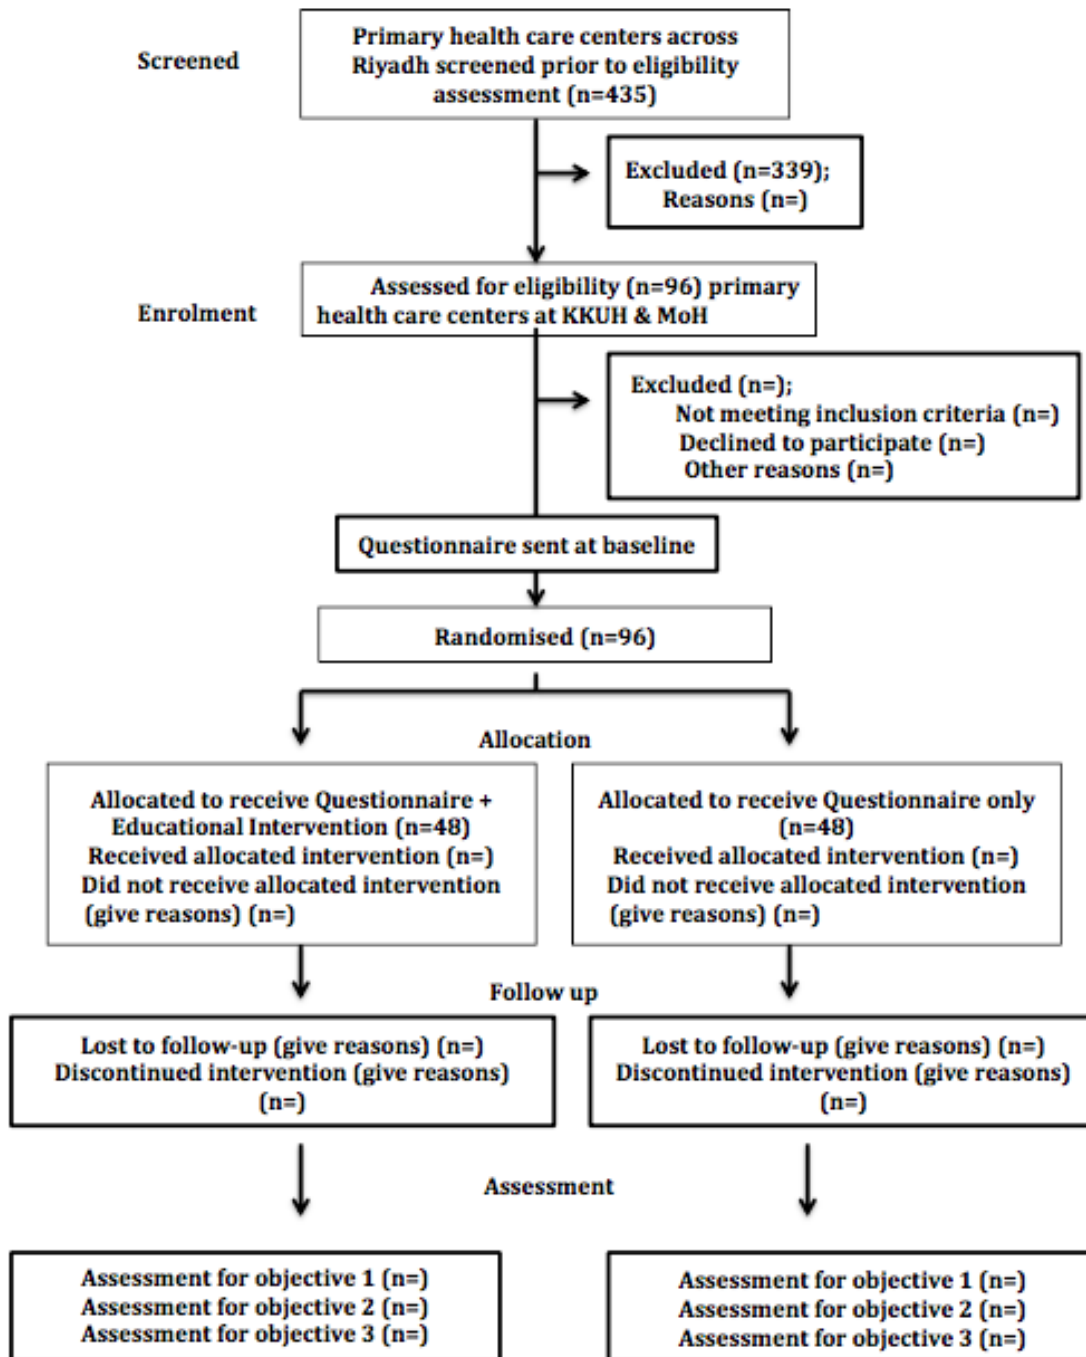 Screened
Primary health care centers across
Riyadh screened prior to eligibility
assessment (n=435)
Excluded (n=339);
Reasons (n=)
Enrolment
Assessed for eligibility (n=96) primary
health care centers at KKUH & MoH
Excluded (n=);
Not meeting inclusion criteria (n=)
Declined to participate (n=)
Other reasons (n=)
Questionnaire sent at baseline
Randomised (n=96)
Allocation
Allocated to receive Questionnaire +
Educational Intervention (n=48)
Received allocated intervention (n=)
Did not receive allocated intervention
(give reasons) (n=)
Allocated to receive Questionnaire only
(n=48)
Received allocated intervention (n=)
Did not receive allocated intervention
(give reasons) (n=)
Follow up
Lost to follow-up (give reasons) (n=)
Discontinued intervention (give reasons)
(n=)
Lost to follow-up (give reasons) (n=)
Discontinued intervention (give reasons)
(n=)
Assessment
Assessment for objective 1 (n=)
Assessment for objective 2 (n=)
Assessment for objective 3 (n=)
Assessment for objective 1 (n=)
Assessment for objective 2 (n=)
Assessment for objective 3 (n=)